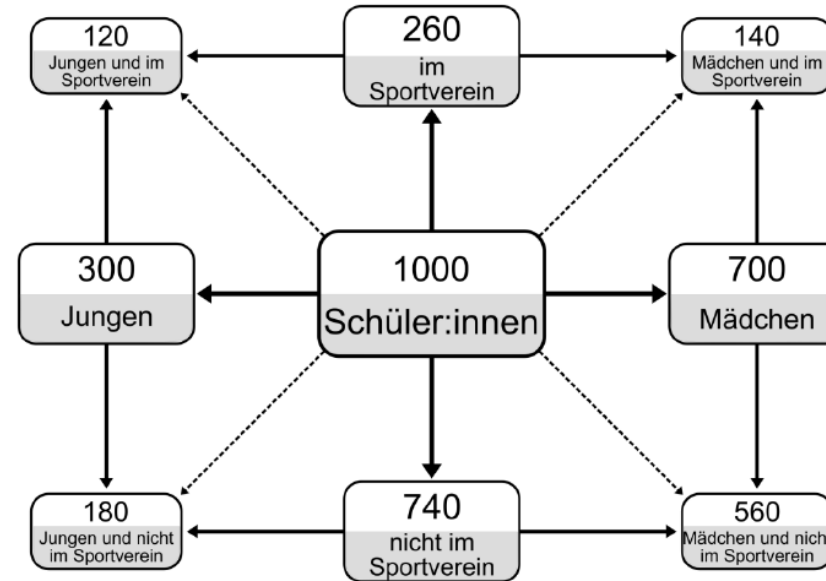 120
Jungen und im
Sportverein
260
im
Sportverein
140
Mädchen und im
Sportverein
300
Jungen
1000
Schüler:innen
700
Mädchen
180
Jungen und nicht
im Sportverein
740
nicht im
Sportverein
560
Mädchen und nich
im Sportverein